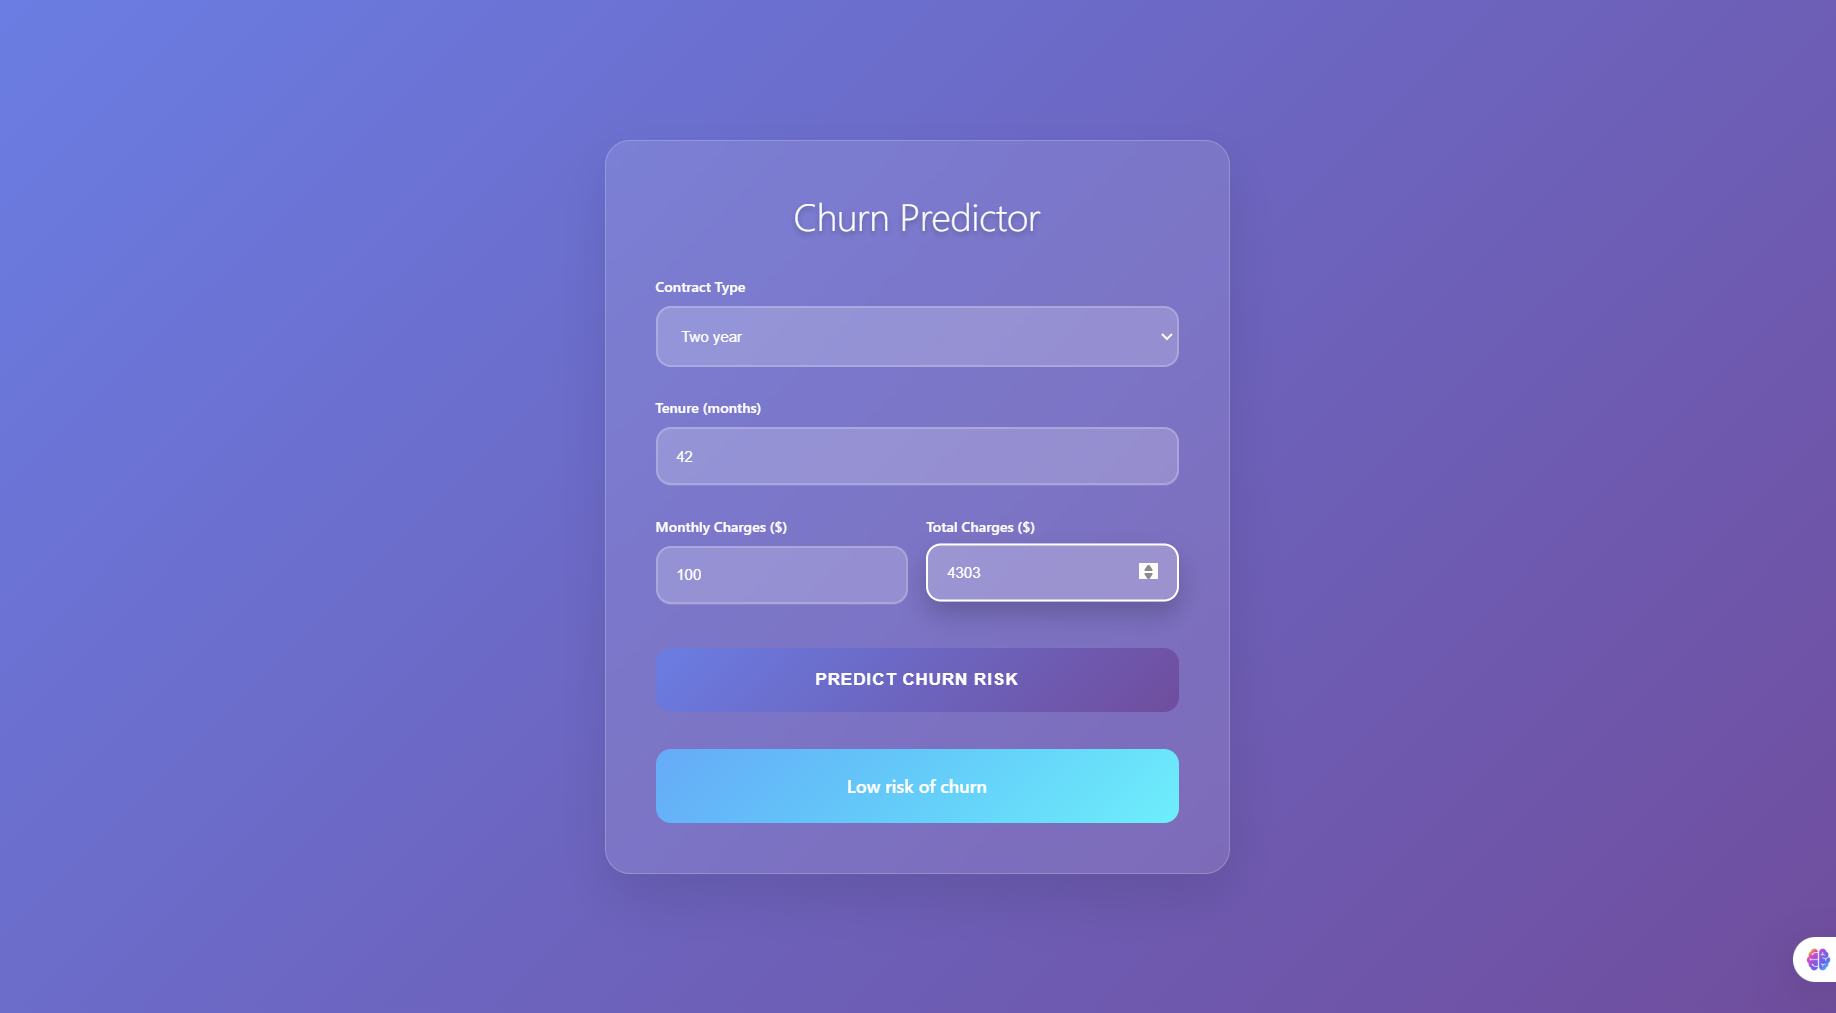 Churn Predictor
Contract Type
Two year
Tenure (months)
42
Monthly Charges ($)
Total Charges ($)
100
4303
PREDICT CHURN RISK
Low risk of churn